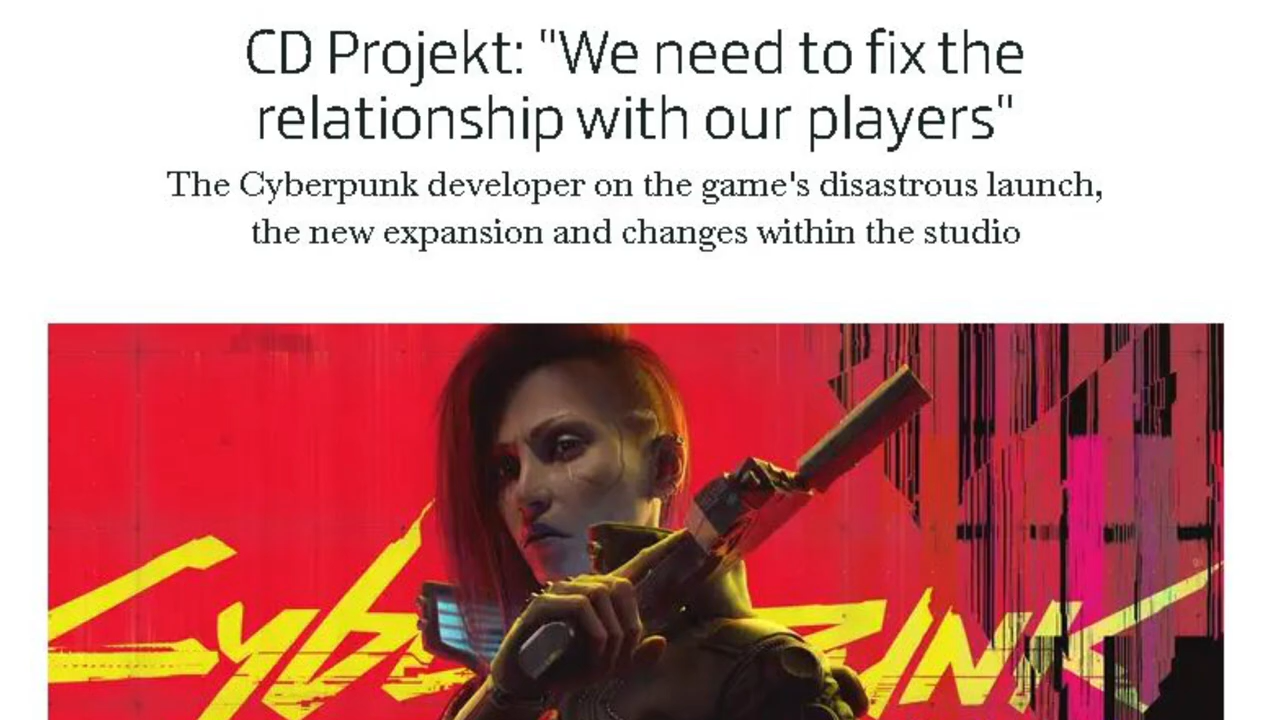 CD Projekt: "We need to fix the
relationship with our players"
The Cyberpunk developer on the game's disastrous launch,
the new expansion and changes within the studio